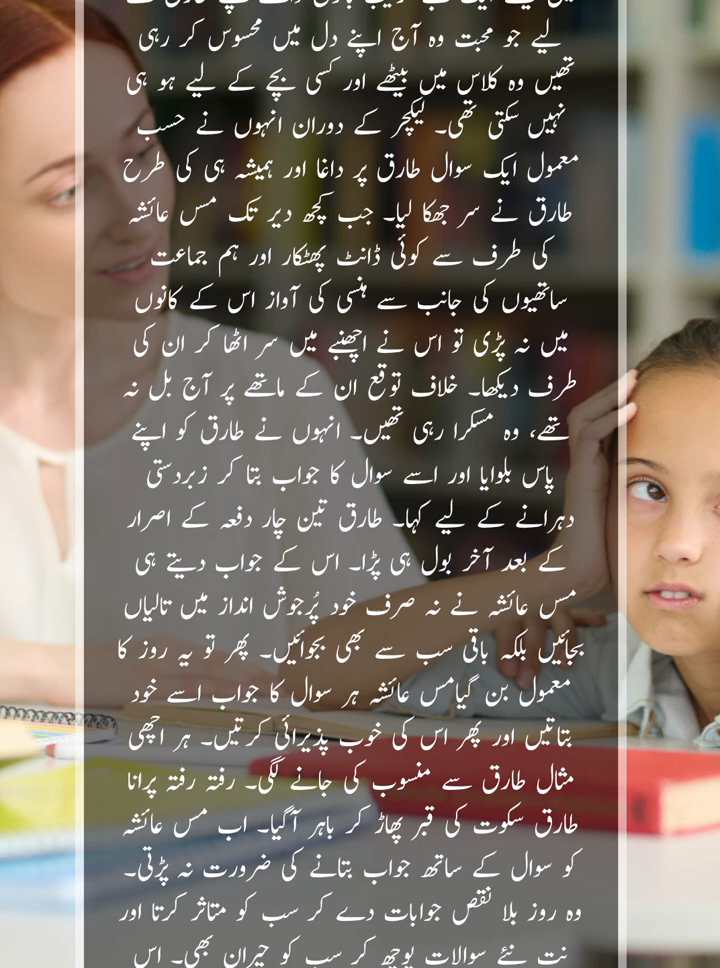 لیے جو محبت وہ آج اپنے دل میں محسوس کر رہی
تھیں وہ کلاس میں بیٹھے اور کسی بچے کے لیے ہو ہی
نہیں سکتی تھی۔ لیکچر کے دوران انہوں نے حسب
معمول ایک سوال طارق پر داغا اور ہمیشہ ہی کی طرح
طارق نے سر جھکا لیا۔ جب کچھ دیر تک مس عائشہ
کی طرف سے کوئی ڈانٹ پھٹکار اور ہم جماعت
ساتھیوں کی جانب سے ہنسی کی آواز اس کے کانوں
میں نہ پڑی تو اس نے اچھنبے میں سر اٹھا کر ان کی
طرف دیکھا۔ خلاف توقع ان کے ماتھے پر آج بل نہ
تھے، وہ مسکرا رہی تھیں۔ انہوں نے طارق کو اپنے
پاس بلوایا اور اسے سوال کا جواب بتا کر زبردستی
دہرانے کے لیے کہا۔ طارق تین چار دفعہ کے اصرار
کے بعد آخر بول ہی پڑا۔ اس کے جواب دیتے ہی
مس عائشہ نے نہ صرف خود پُرجوش انداز میں تالیاں
بجائیں بلکہ باقی سب سے بھی بجوائیں۔ پھر تو یہ روز کا
معمول بن گیامس عائشہ ہر سوال کا جواب اسے خود
بتاتیں اور پھر اس کی خوب پذیرائی کرتیں۔ ہر اچھی
مثال طارق سے منسوب کی جانے لگی۔ رفتہ رفتہ پرانا
طارق سکوت کی قبر پھاڑ کر باہر آگیا۔ اب مس عائشہ
کو سوال کے ساتھ جواب بتانے کی ضرورت نہ پڑتی۔
وہ روز بلا نقص جوابات دے کر سب کو متاثر کرتا اور
نت نئے سوالات پوچھ کر سب کو حیران بھی۔ اس